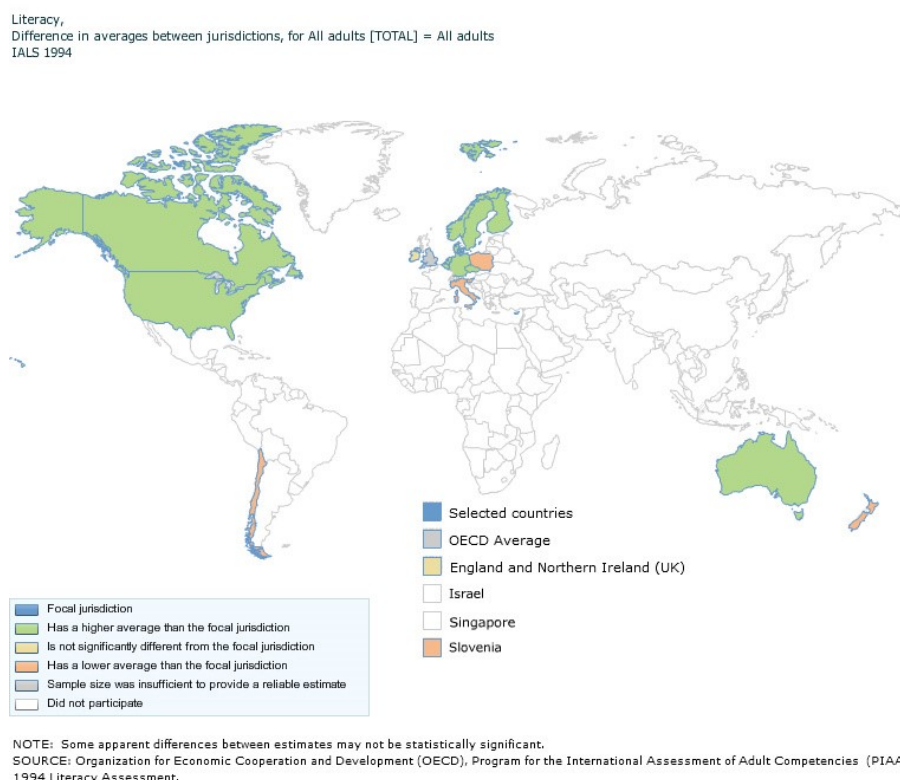 Literacy,
Difference in averages between jurisdictions, for All adults [TOTAL] = All adults
IALS 1994
Selected countries
OECD Average
England and Northern Ireland (UK)
Israel
Singapore
Slovenia
Focal jurisdiction
Has a higher average than the focal jurisdiction
Is not significantly different from the focal jurisdiction
Has a lower average than the focal jurisdiction
Sample size was insufficient to provide a reliable estimate
Did not participate
NOTE: Some apparent differences between estimates may not be statistically significant.
SOURCE: Organization for Economic Cooperation and Development (OECD), Program for the International Assessment of Adult Competencies (PIAA
1994 Literacy Assessment.